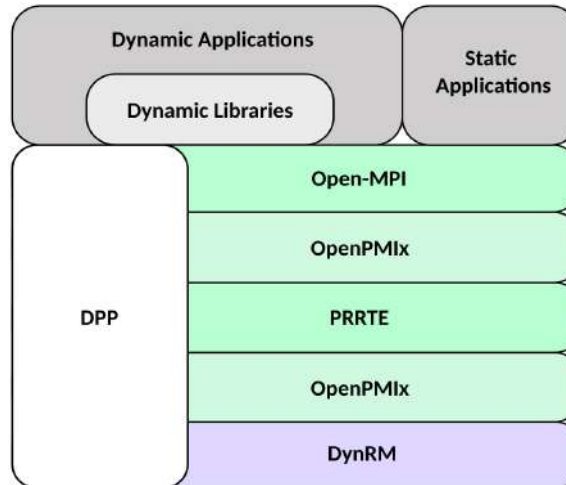 Dynamic Applications
Static
Applications
Dynamic Libraries
Open-MPI
OpenPMIx
DPP
PRRTE
OpenPMIx
DynRM